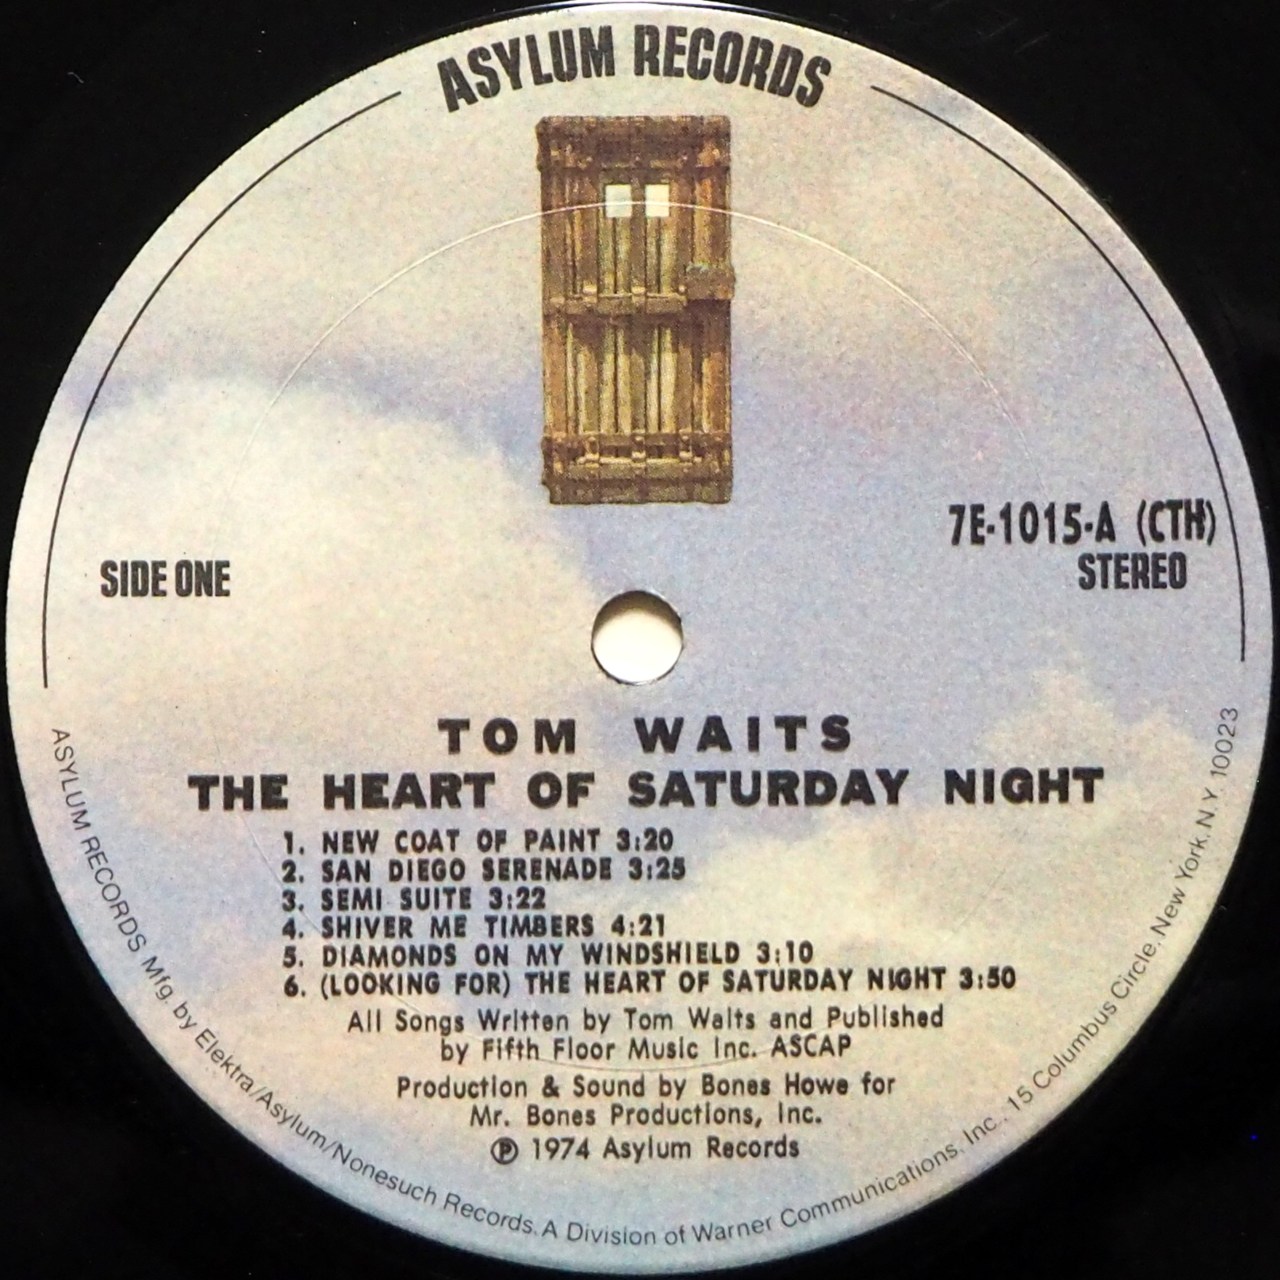 ASYLUM RECORDS
7E-1015-A (CTH)
SIDE ONE
STEREO
TOM WAITS
THE HEART OF SATURDAY NIGHT
1. NEW COAT OF PAINT 3:20
2. SAN DIEGO SERENADE 3:25
3. SEMI SUITE 3:22
4. SHIVER ME TIMBERS 4:21
5. DIAMONDS ON MY WINDSHIELD 3:10
6. (LOOKING FOR) THE HEART OF SATURDAY NIGHT 3:50
All Songs Written by Tom Waits and Published
by Fifth Floor Music Inc. ASCAP
Production & Sound by Bones Howe for
Mr. Bones Productions, Inc.
℗ 1974 Asylum Records
ASYLUM RECORDS Mfg. by Elektra/Asylum/Nonesuch Records. A Division of Warner Communications, Inc., 15 Columbus Circle, New York, N.Y. 10023